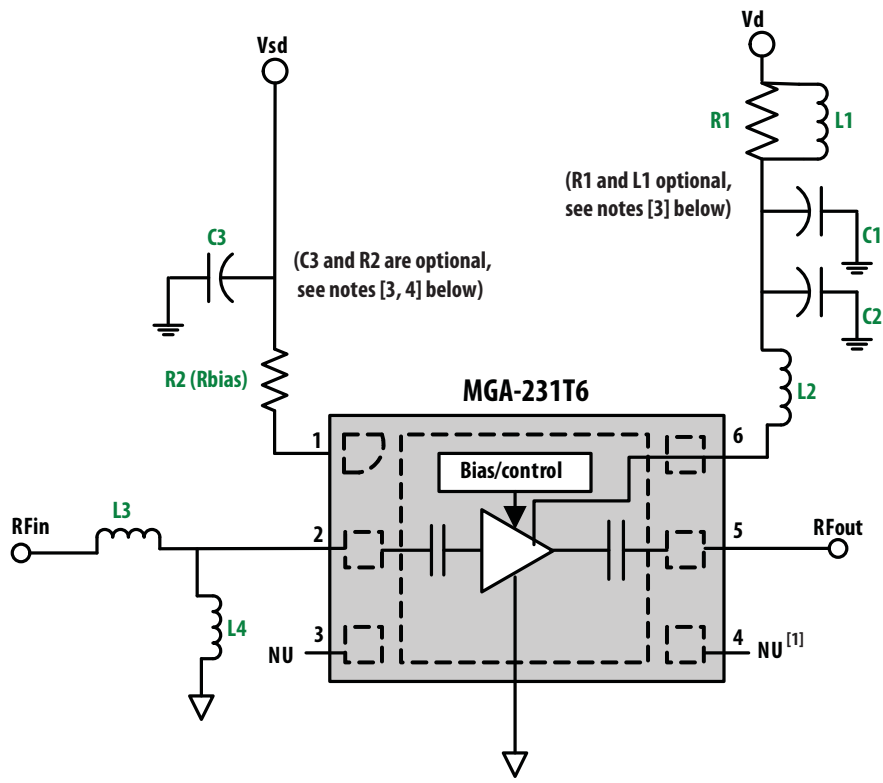 Vsd
Vd
R1
L1
(R1 and L1 optional,
see notes [3] below)
C1
C3
(C3 and R2 are optional,
see notes [3, 4] below)
C2
R2 (Rbias)
L2
MGA-231T6
1
6
Bias/control
RFin
L3
2
5
RFout
L4
3
NU
4
NU [1]